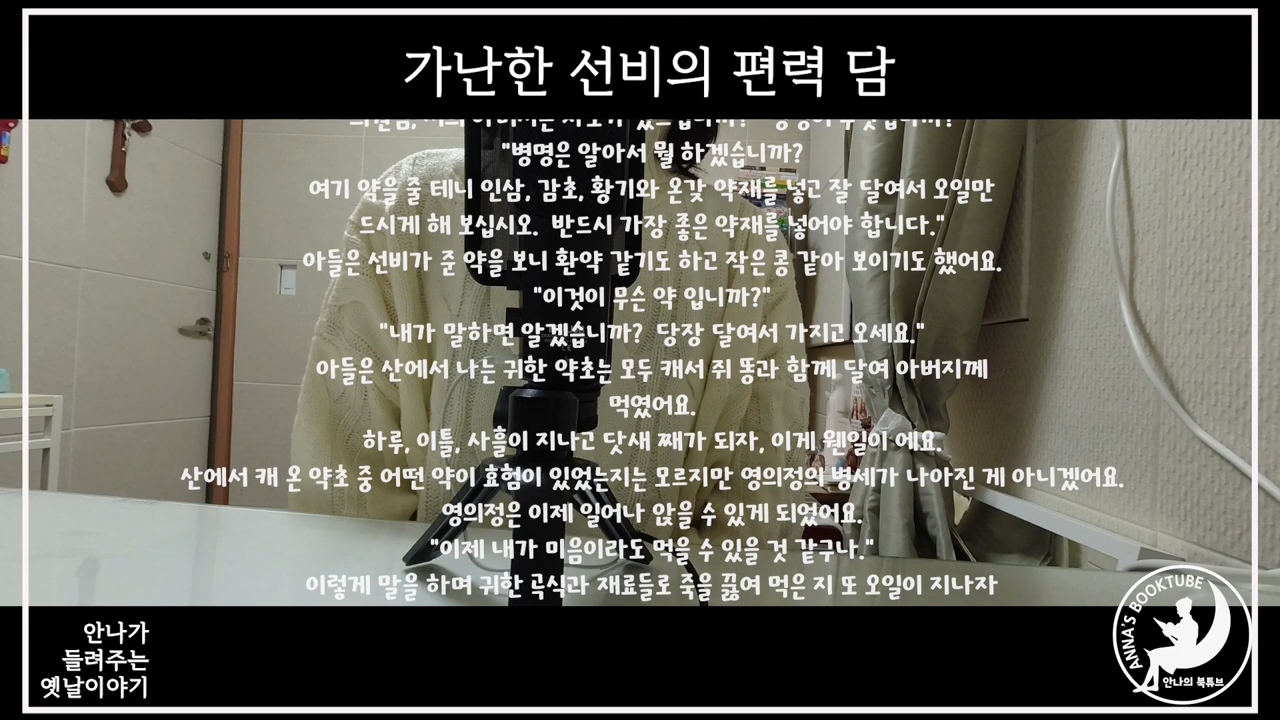 가난한 선비의 편력 담
"병명은 알아서 뭘 하겠습니까?
여기 약을 줄 테니 인삼, 감초, 황기와 온갖 약재를 넣고 잘 달여서 오일만
드시게 해 보십시오. 반드시 가장 좋은 약재를 넣어야 합니다."
아들은 선비가 준 약을 보니 환약 같기도 하고 작은 콩 같아 보이기도 했어요.
"이것이 무슨 약 입니까?"
"내가 말하면 알겠습니까? 당장 달여서 가지고 오세요."
아들은 산에서 나는 귀한 약초는 모두 캐서 쥐 똥과 함께 달여 아버지께
먹였어요.
하루, 이틀, 사흘이 지나고 닷새 째가 되자, 이게 웬일이 에요.
산에서 캐 온 약초 중 어떤 약이 효험이 있었는지는 모르지만 영의정의 병세가 나아진 게 아니겠어요.
영의정은 이제 일어나 앉을 수 있게 되었어요.
"이제 내가 미음이라도 먹을 수 있을 것 같구나."
이렇게 말을 하며 귀한 곡식과 재료들로 죽을 끓여 먹은 지 또 오일이 지나자
안나가
들려주는
옛날이야기
ANNA'S BOOKTUBE
안나의 북튜브